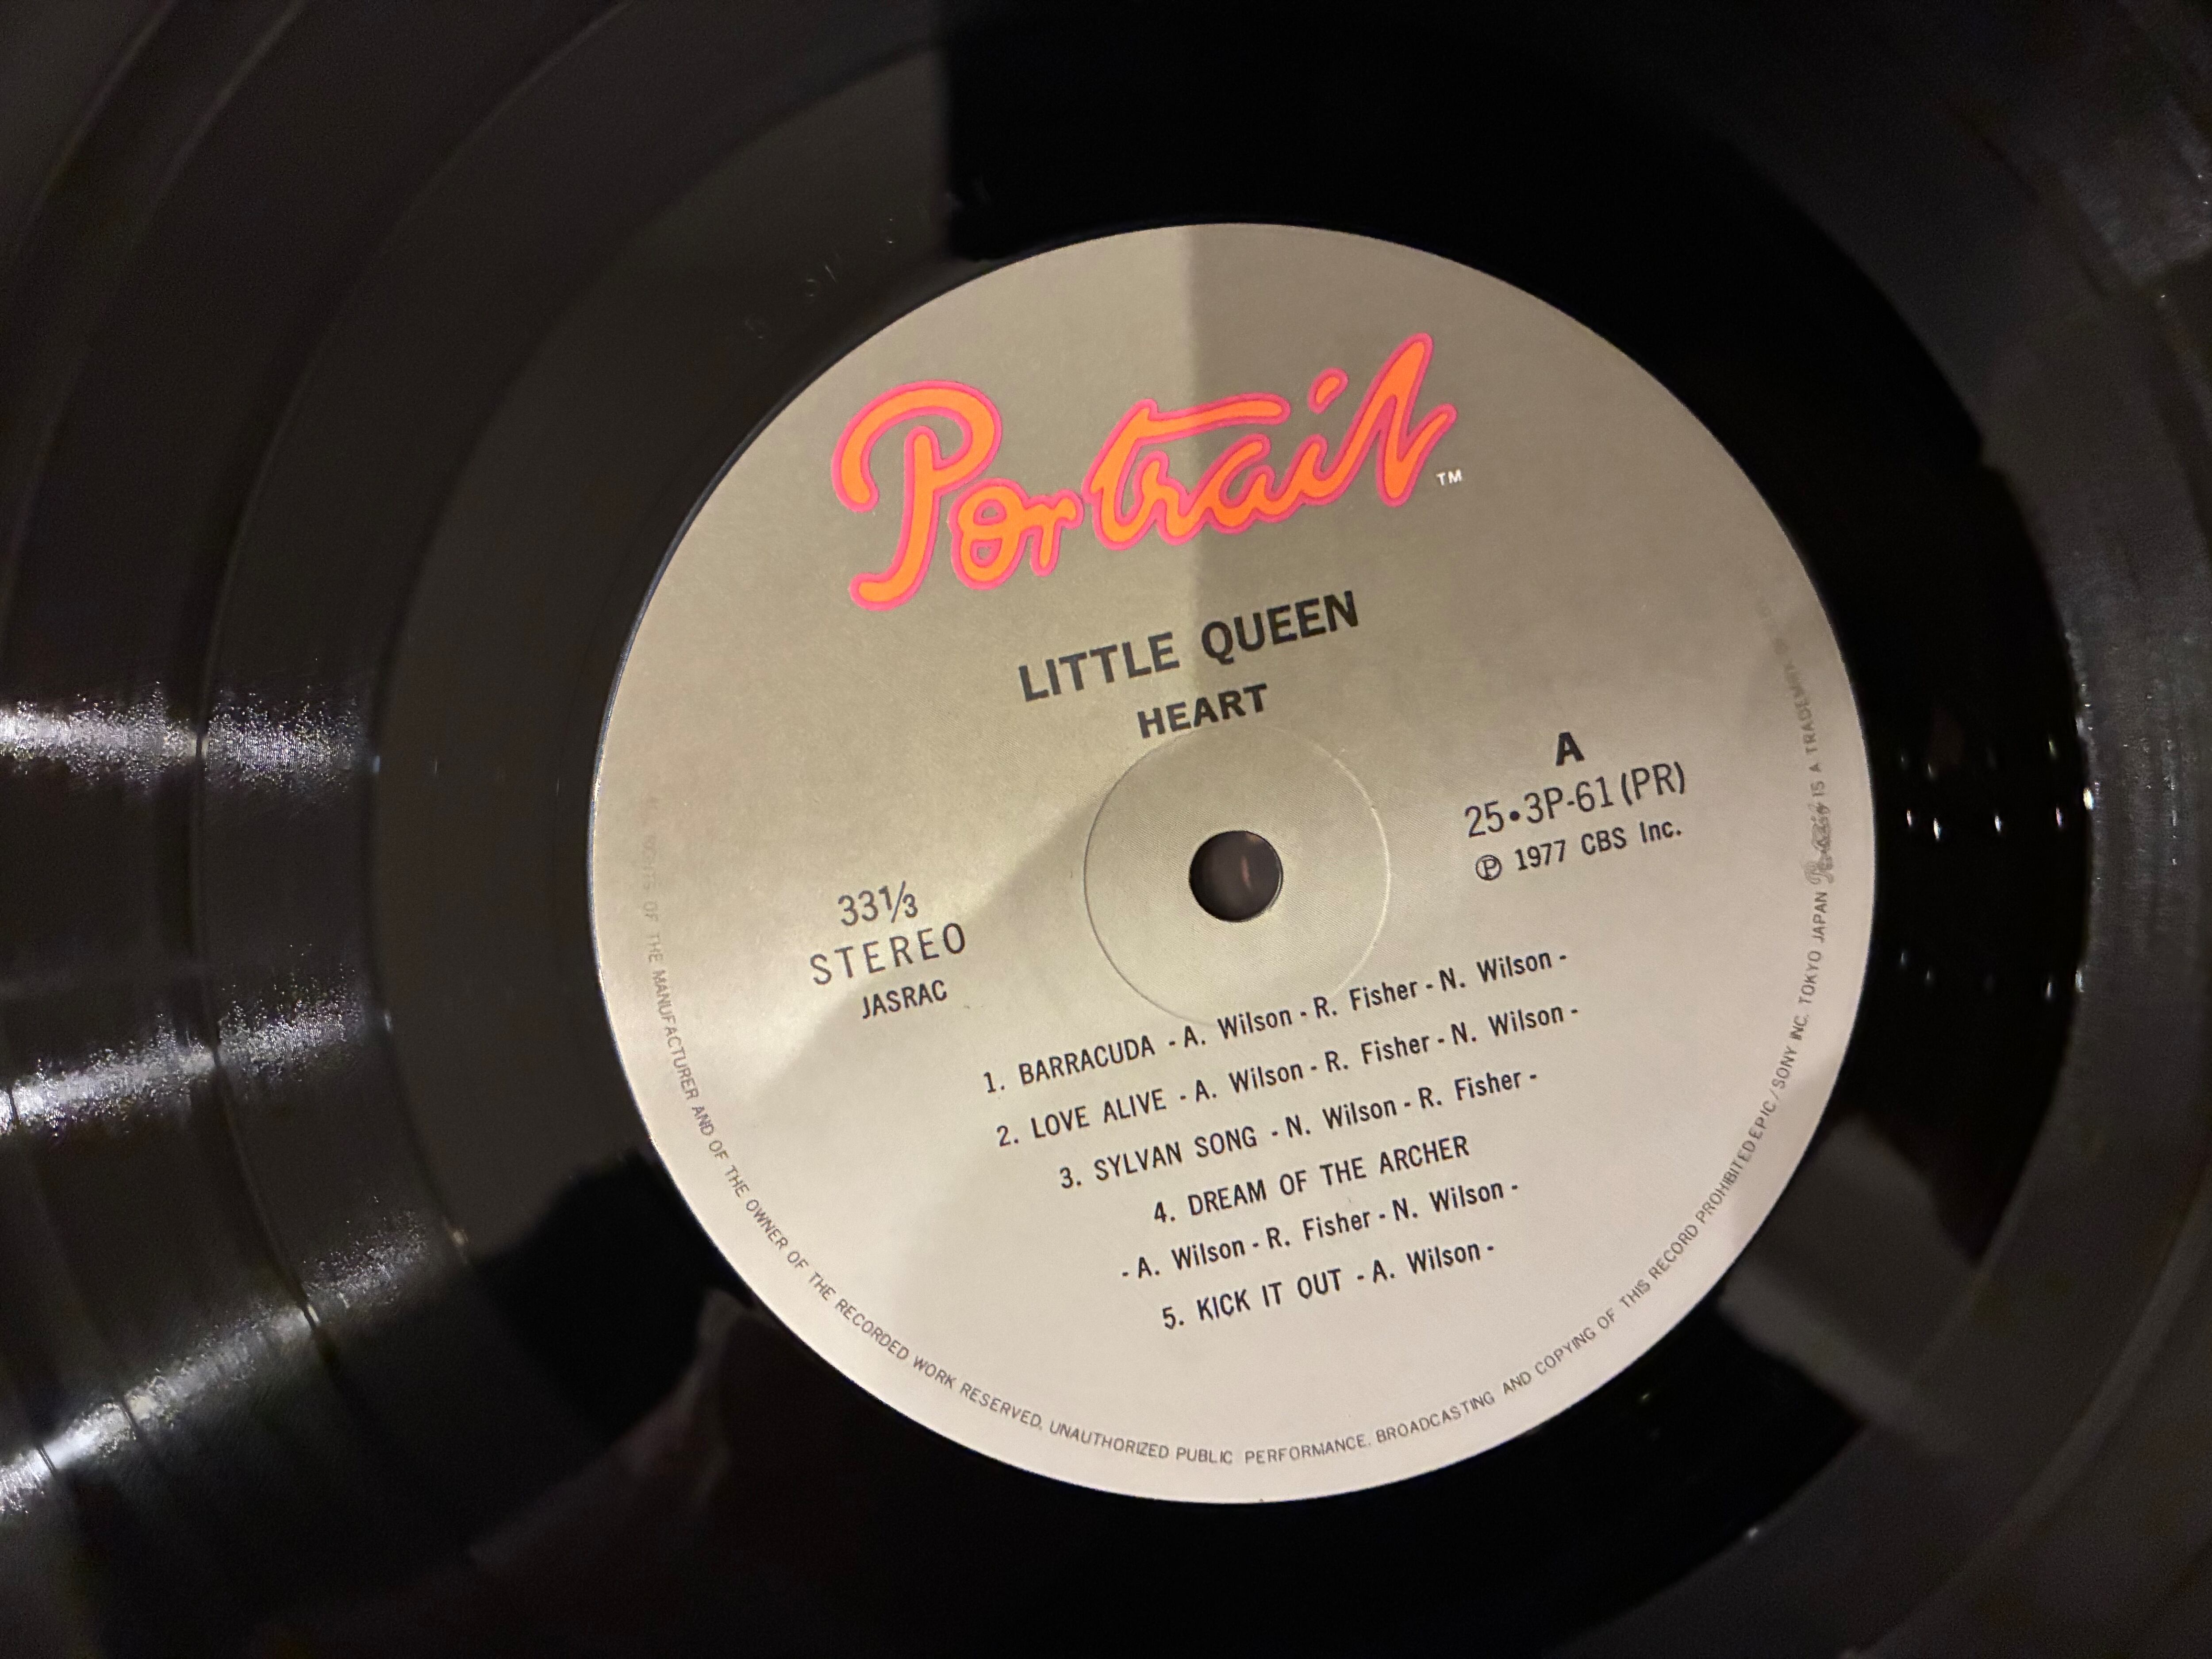 Portrait™
LITTLE QUEEN
HEART
A
25•3P-61 (PR)
℗ 1977 CBS Inc.
33⅓
STEREO
JASRAC
1. BARRACUDA - A. Wilson - R. Fisher - N. Wilson -
2. LOVE ALIVE - A. Wilson - R. Fisher - N. Wilson -
3. SYLVAN SONG - N. Wilson - R. Fisher -
4. DREAM OF THE ARCHER
- A. Wilson - R. Fisher - N. Wilson -
5. KICK IT OUT - A. Wilson -
RIGHTS OF THE MANUFACTURER AND OF THE OWNER OF THE RECORDED WORK RESERVED. UNAUTHORIZED PUBLIC PERFORMANCE. BROADCASTING AND COPYING OF THIS RECORD PROHIBITED EPIC/SONY INC. TOKYO JAPAN Portrait IS A TRADEMARK